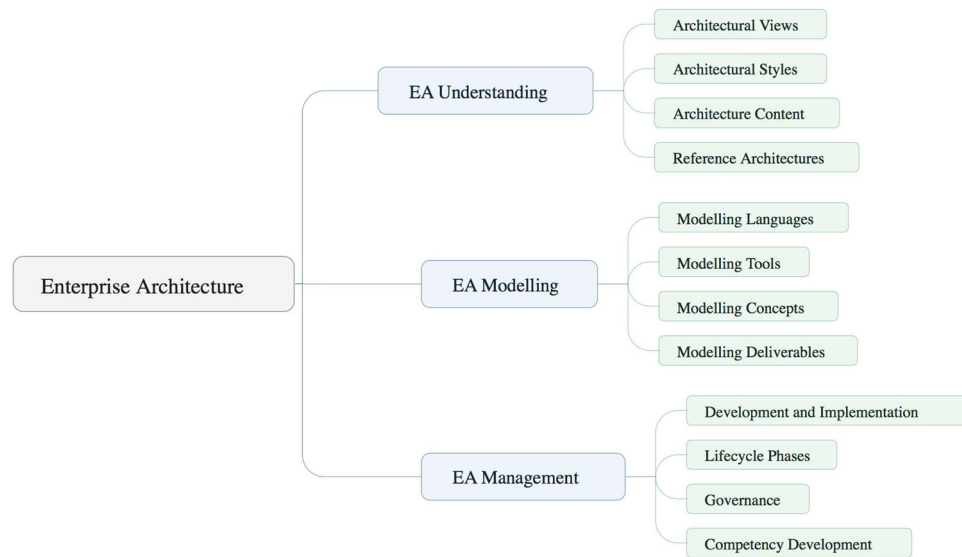 Enterprise Architecture
EA Understanding
Architectural Views
Architectural Styles
Architecture Content
Reference Architectures
EA Modelling
Modelling Languages
Modelling Tools
Modelling Concepts
Modelling Deliverables
EA Management
Development and Implementation
Lifecycle Phases
Governance
Competency Development